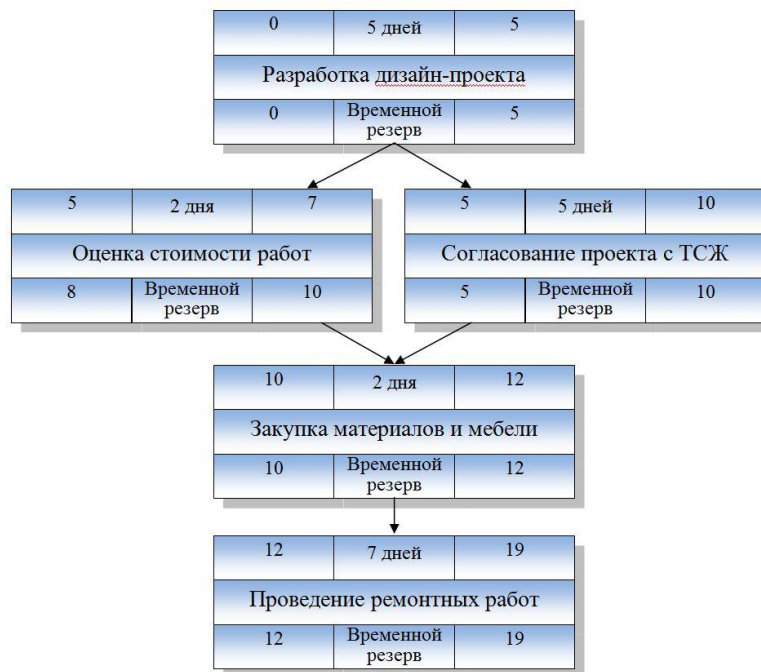 0 5 дней 5
Разработка дизайн-проекта
0 Временной 5
резерв
5 2 дня 7
Оценка стоимости работ
8 Временной 10
резерв
5 5 дней 10
Согласование проекта с ТСЖ
5 Временной 10
резерв
10 2 дня 12
Закупка материалов и мебели
10 Временной 12
резерв
12 7 дней 19
Проведение ремонтных работ
12 Временной 19
резерв